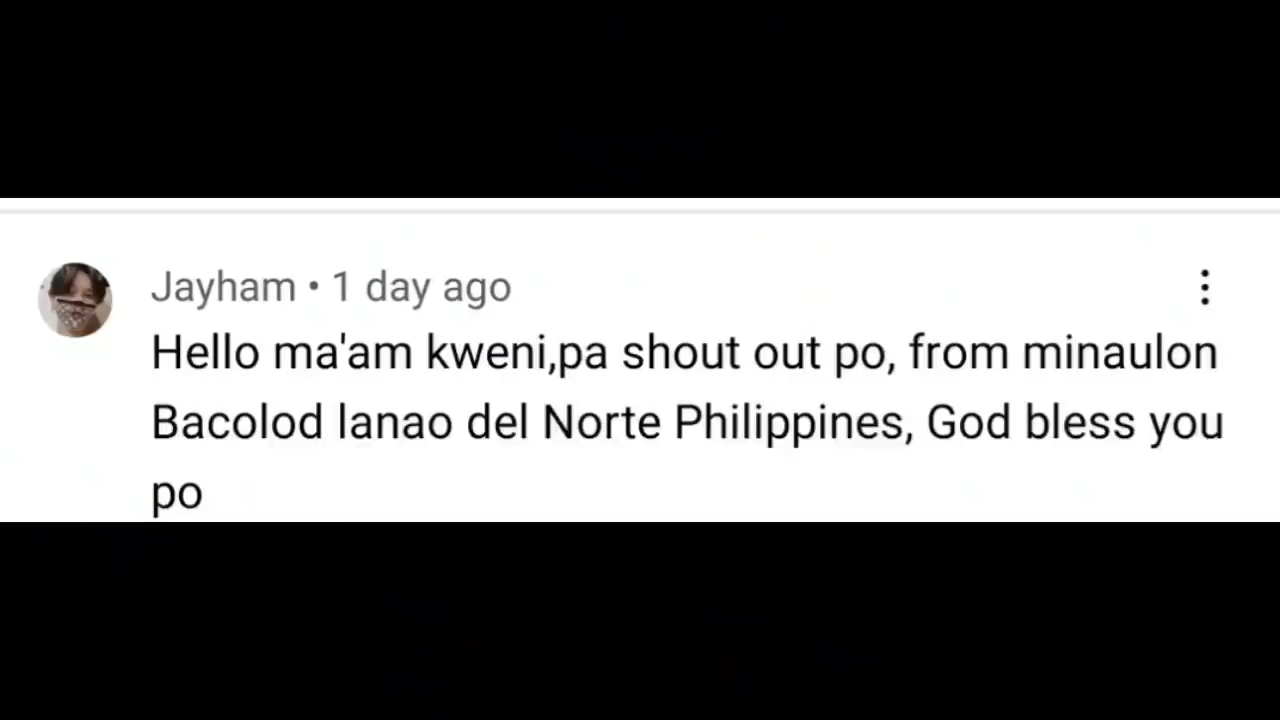 Jayham • 1 day ago
Hello ma'am kweni,pa shout out po, from minaulon
Bacolod lanao del Norte Philippines, God bless you
po